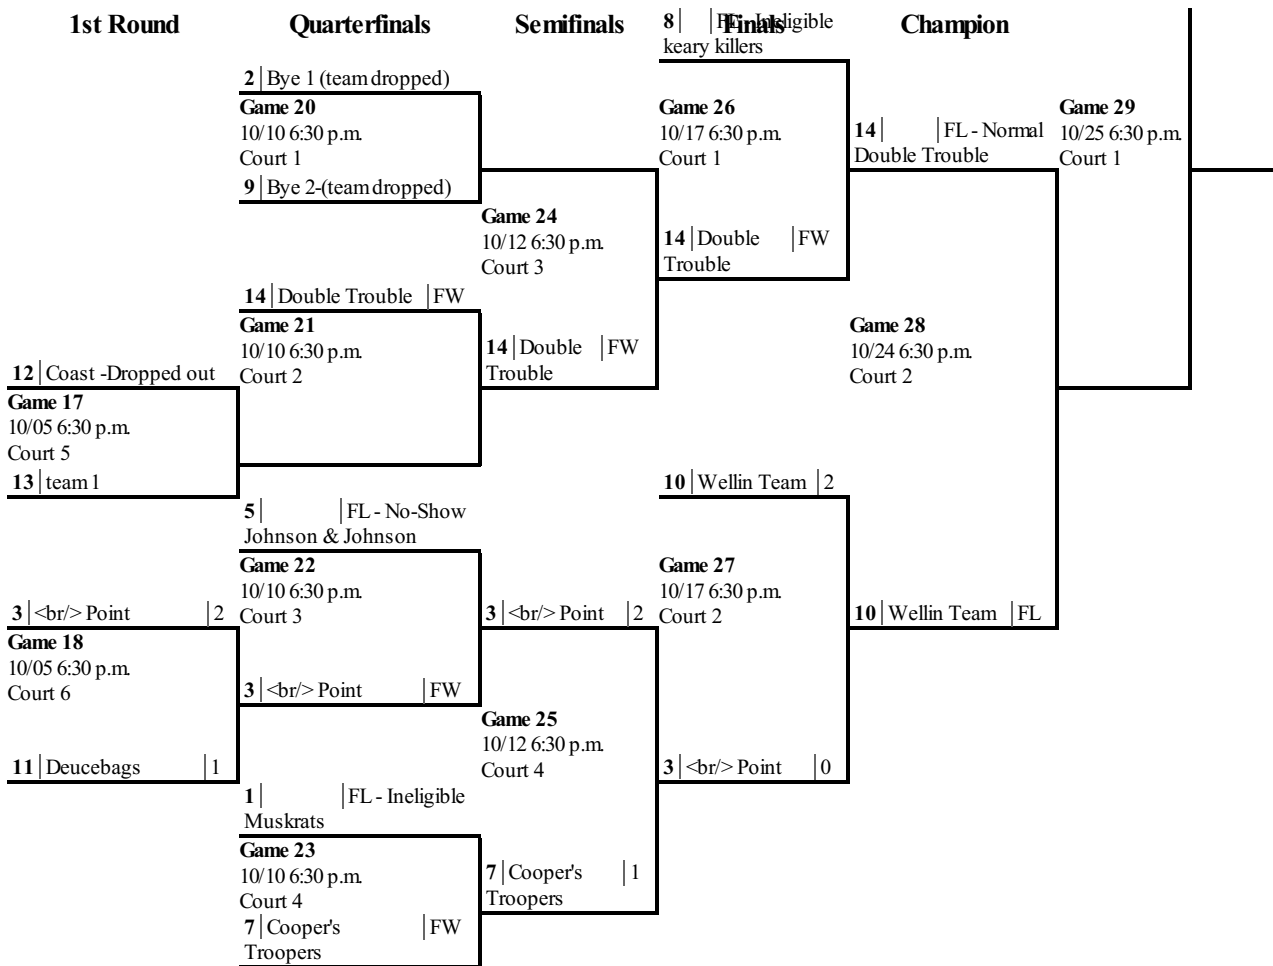 1st Round
Quarterfinals
Semifinals
Finals
Champion
8 FL - Ineligible
keary killers
2 Bye 1 (team dropped)
Game 20
10/10 6:30 p.m.
Court 1
9 Bye 2-(team dropped)
14 Double Trouble FW
Game 21
10/10 6:30 p.m.
Court 2
12 Coast -Dropped out
Game 17
10/05 6:30 p.m.
Court 5
13 team 1
5 FL - No-Show
Johnson & Johnson
Game 22
10/10 6:30 p.m.
Court 3
3 <br/> Point 2
Game 18
10/05 6:30 p.m.
Court 6
11 Deucebags 1
3 <br/> Point FW
1 FL - Ineligible
Muskrats
Game 23
10/10 6:30 p.m.
Court 4
7 Cooper's FW
Troopers
Game 24
10/12 6:30 p.m.
Court 3
14 Double FW
Trouble
3 <br/> Point 2
Game 25
10/12 6:30 p.m.
Court 4
7 Cooper's 1
Troopers
Game 26
10/17 6:30 p.m.
Court 1
14 Double FW
Trouble
10 Wellin Team 2
Game 27
10/17 6:30 p.m.
Court 2
3 <br/> Point 0
14 FL - Normal
Double Trouble
Game 28
10/24 6:30 p.m.
Court 2
10 Wellin Team FL
Game 29
10/25 6:30 p.m.
Court 1